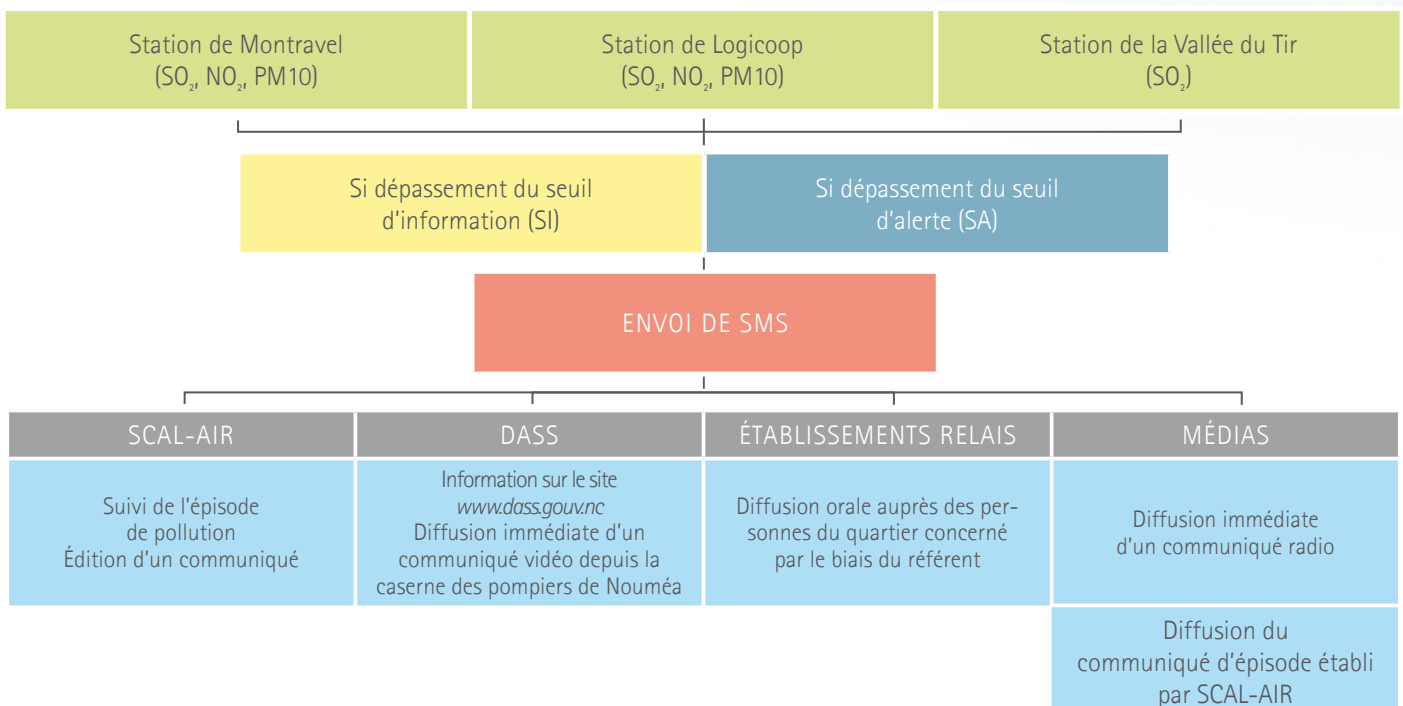 Station de Montravel
(SO₂, NO₂, PM10)
Station de Logicoop
(SO₂, NO₂, PM10)
Station de la Vallée du Tir
(SO₂)
Si dépassement du seuil
d'information (SI)
Si dépassement du seuil
d'alerte (SA)
ENVOI DE SMS
SCAL-AIR
Suivi de l'épisode
de pollution
Édition d'un communiqué
DASS
Information sur le site
www.dass.gouv.nc
Diffusion immédiate d'un
communiqué vidéo depuis la
caserne des pompiers de Nouméa
ÉTABLISSEMENTS RELAIS
Diffusion orale auprès des per-
sonnes du quartier concerné
par le biais du référent
MÉDIAS
Diffusion immédiate
d'un communiqué radio
Diffusion du
communiqué d'épisode établi
par SCAL-AIR